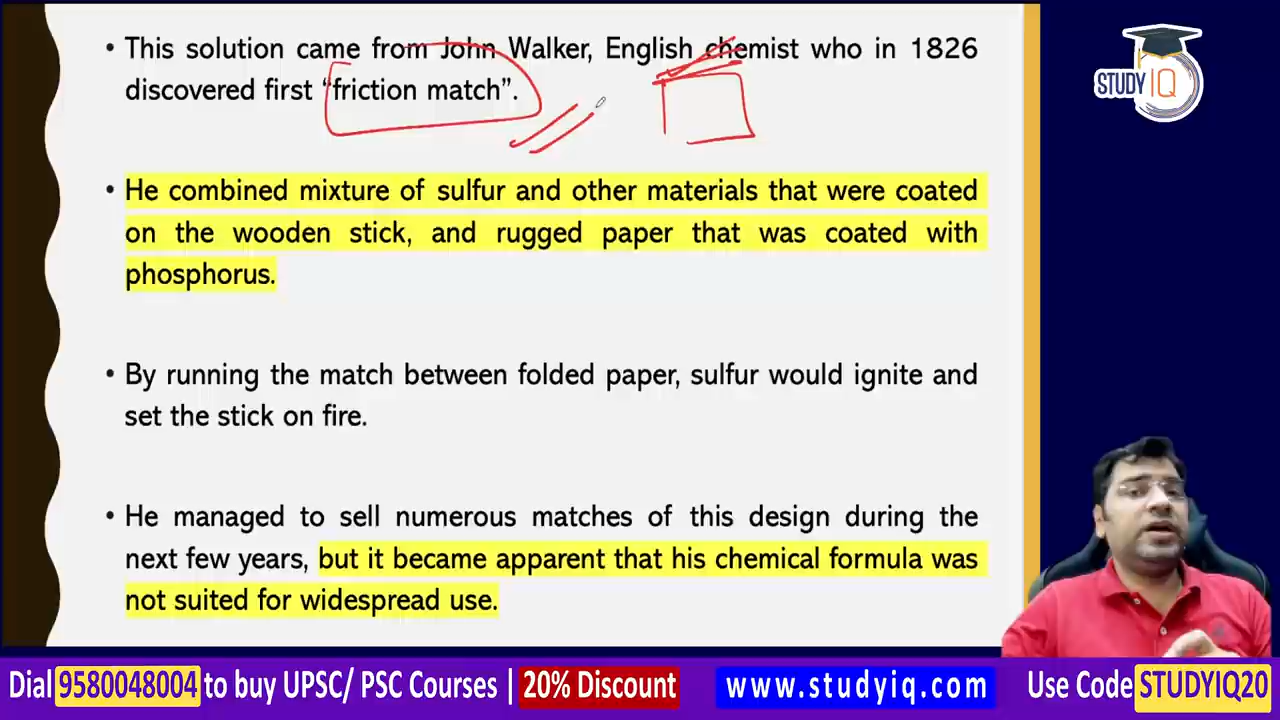 • This solution came from John Walker, English chemist who in 1826
discovered first “friction match”.
• He combined mixture of sulfur and other materials that were coated
on the wooden stick, and rugged paper that was coated with
phosphorus.
• By running the match between folded paper, sulfur would ignite and
set the stick on fire.
• He managed to sell numerous matches of this design during the
next few years, but it became apparent that his chemical formula was
not suited for widespread use.
STUDY IQ
Dial 9580048004 to buy UPSC/ PSC Courses | 20% Discount www.studyiq.com Use Code STUDYIQ20